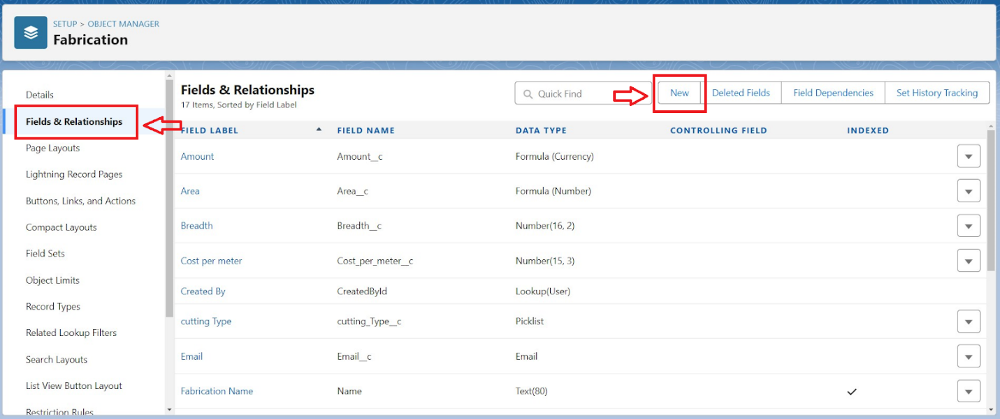 SETUP > OBJECT MANAGER
Fabrication
Details
Fields & Relationships
Page Layouts
Lightning Record Pages
Buttons, Links, and Actions
Compact Layouts
Field Sets
Object Limits
Record Types
Related Lookup Filters
Search Layouts
List View Button Layout
Restriction Rules
Fields & Relationships
17 Items, Sorted by Field Label
Quick Find
New
Deleted Fields
Field Dependencies
Set History Tracking
FIELD LABEL FIELD NAME DATA TYPE CONTROLLING FIELD INDEXED
Amount Amount__c Formula (Currency)
Area Area__c Formula (Number)
Breadth Breadth__c Number(16, 2)
Cost per meter Cost_per_meter__c Number(15, 3)
Created By CreatedById Lookup(User)
cutting Type cutting_Type__c Picklist
Email Email__c Email
Fabrication Name Name Text(80)